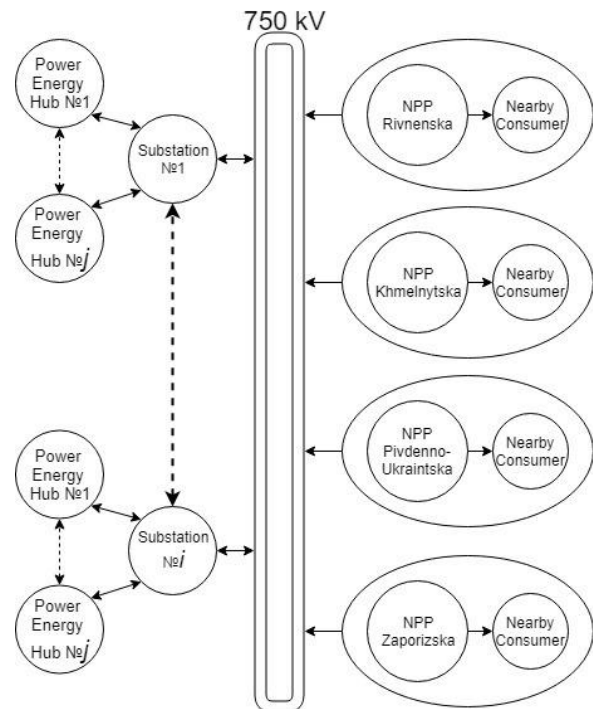 750 kV
Power
Energy
Hub №1
Substation
№1
Power
Energy
Hub №j
NPP
Rivnenska
Nearby
Consumer
NPP
Khmelnytska
Nearby
Consumer
NPP
Pivdenno-
Ukraintska
Nearby
Consumer
Power
Energy
Hub №1
Substation
№i
Power
Energy
Hub №j
NPP
Zaporizska
Nearby
Consumer